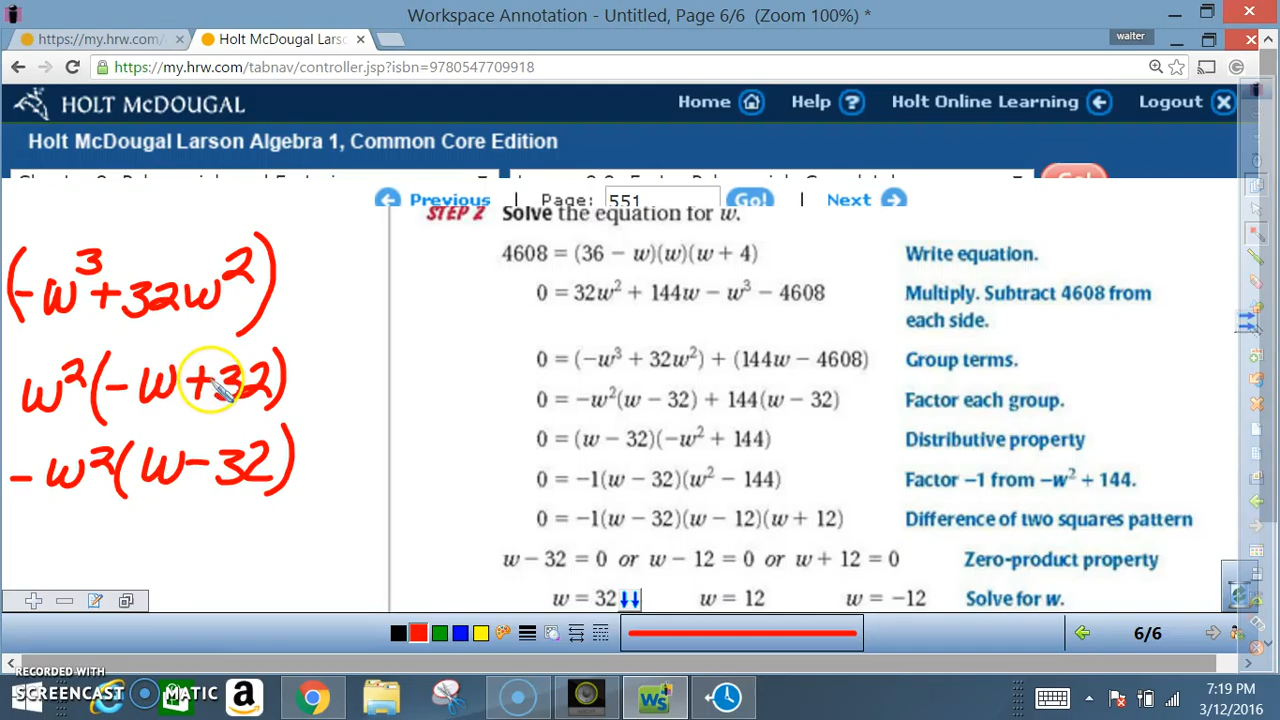 Workspace Annotation - Untitled, Page 6/6 (Zoom 100%) *
https://my.hrw.com/ ×
Holt McDougal Lars ×
walter
https://my.hrw.com/tabnav/controller.jsp?isbn=9780547709918
HOLT McDOUGAL
Home
Help
Holt Online Learning
Logout
Holt McDougal Larson Algebra 1, Common Core Edition
Go!
Previous | Page: 551 Go! | Next
STEP 2 Solve the equation for w.
4608 = (36 − w)(w)(w + 4) Write equation.
0 = 32w² + 144w − w³ − 4608 Multiply. Subtract 4608 from
each side.
0 = (−w³ + 32w²) + (144w − 4608) Group terms.
0 = −w²(w − 32) + 144(w − 32) Factor each group.
0 = (w − 32)(−w² + 144) Distributive property
0 = −1(w − 32)(w² − 144) Factor −1 from −w² + 144.
0 = −1(w − 32)(w − 12)(w + 12) Difference of two squares pattern
w − 32 = 0 or w − 12 = 0 or w + 12 = 0 Zero-product property
w = 32 w = 12 w = −12 Solve for w.
(-w³+32w²)
w²(-w+32)
-w²(w-32)
6/6
RECORDED WITH
SCREENCAST MATIC
7:19 PM
3/12/2016